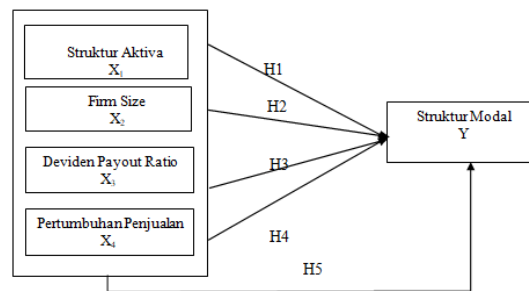 Struktur Aktiva
X1
H1
Firm Size
X2
H2
Struktur Modal
Y
Deviden Payout Ratio
X3
H3
Pertumbuhan Penjualan
X4
H4
H5